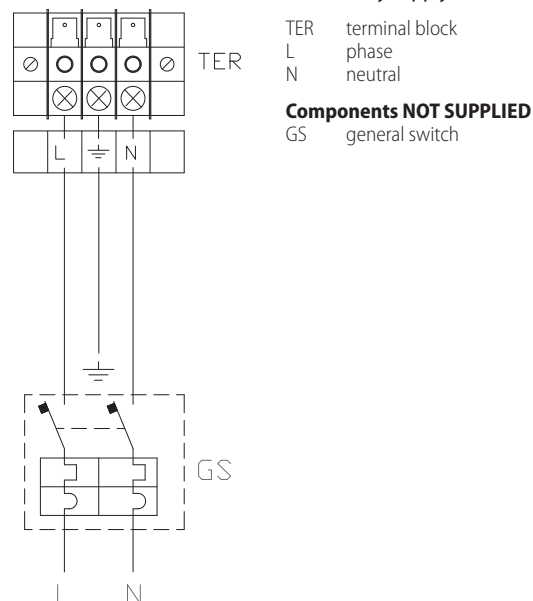 TER
TER terminal block
L phase
N neutral
Components NOT SUPPLIED
GS general switch
L N
GS
L N